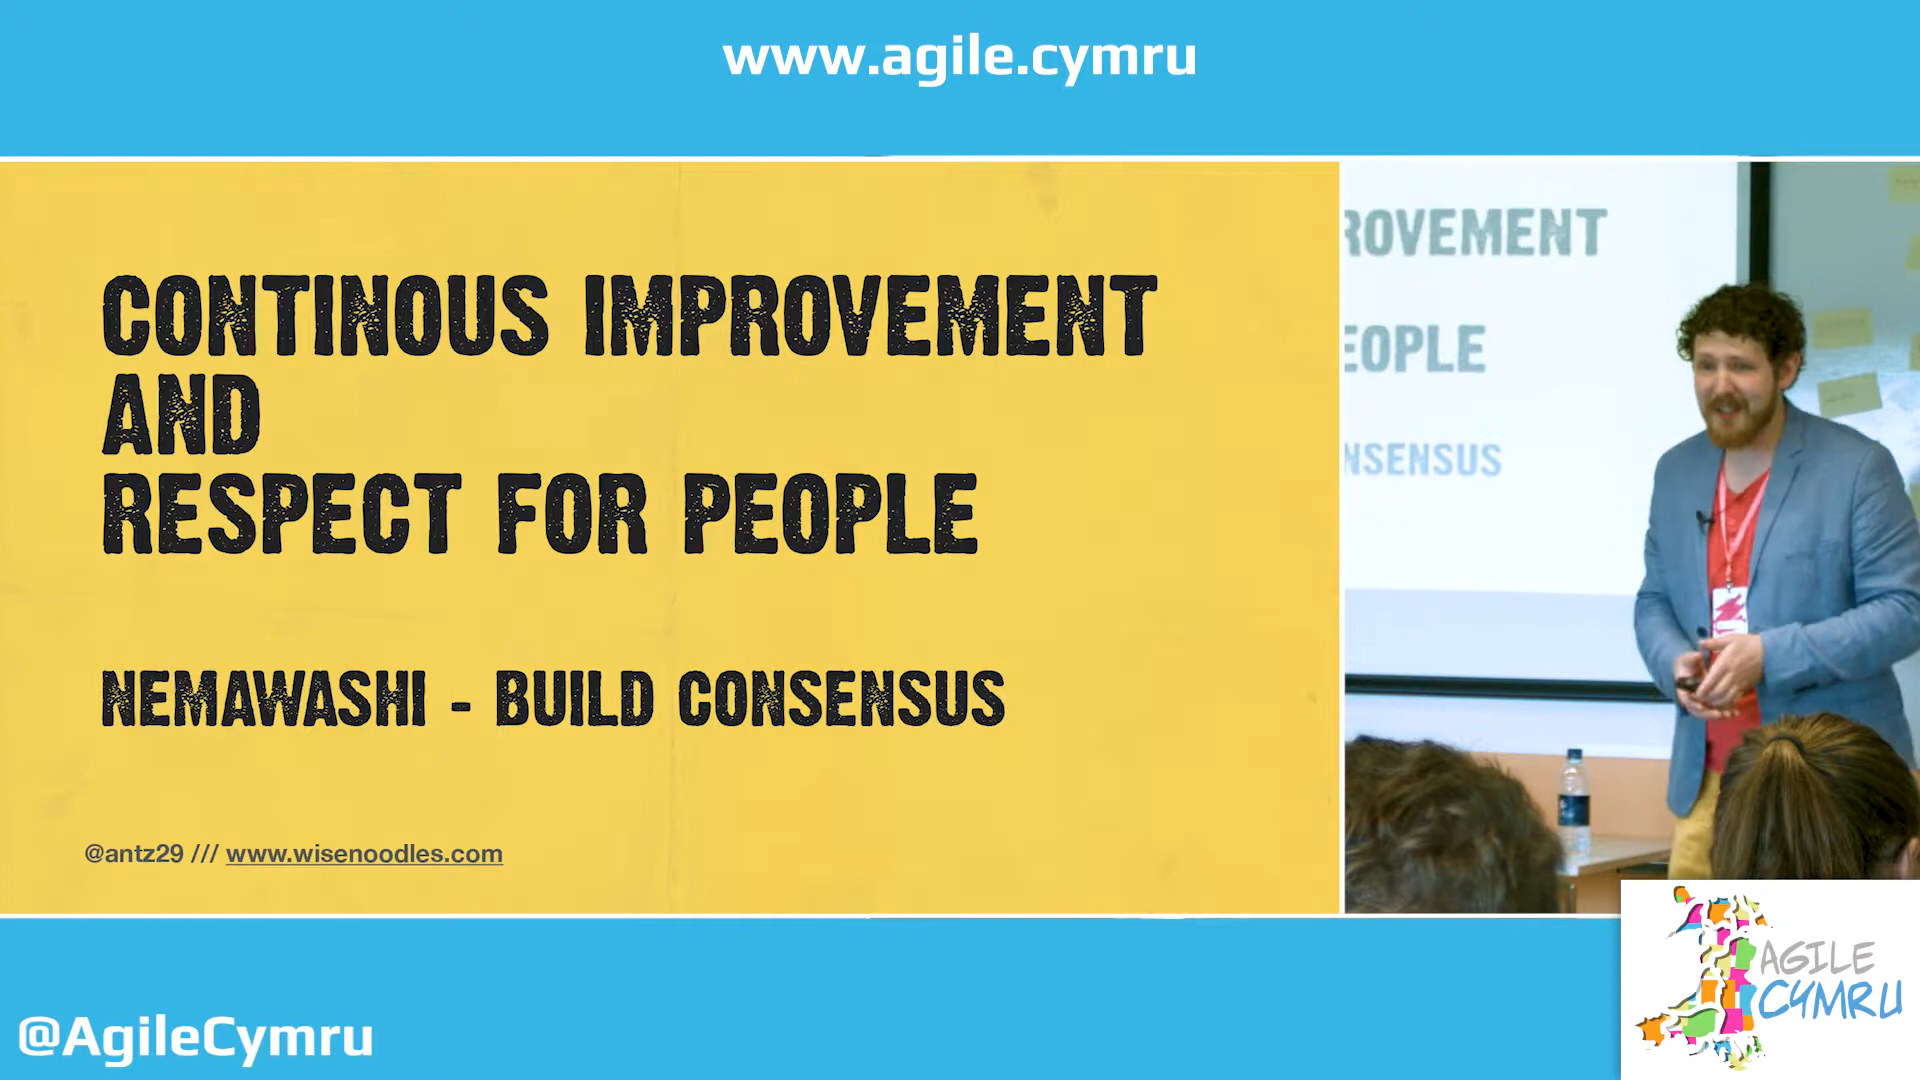 www.agile.cymru
CONTINOUS IMPROVEMENT
AND
RESPECT FOR PEOPLE
NEMAWASHI - BUILD CONSENSUS
@antz29 /// www.wisenoodles.com
ROVEMENT
EOPLE
NSENSUS
@AgileCymru
AGILE
CYMRU